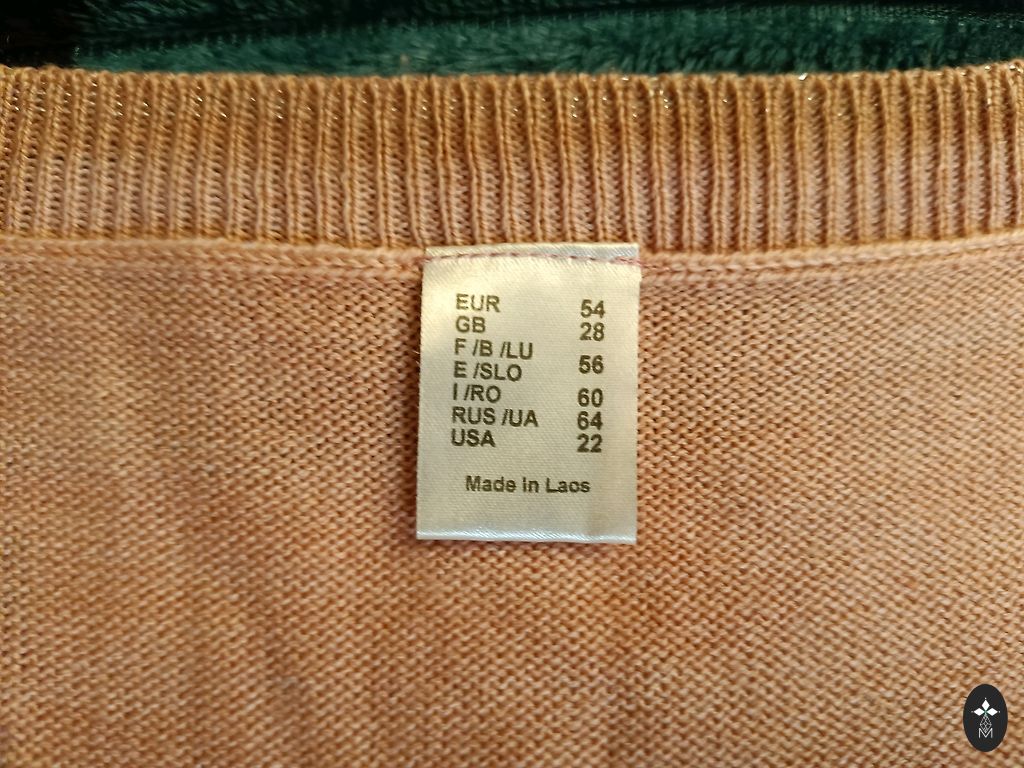 EUR 54
GB 28
F /B /LU
E /SLO 56
I /RO 60
RUS /UA 64
USA 22
Made in Laos
M